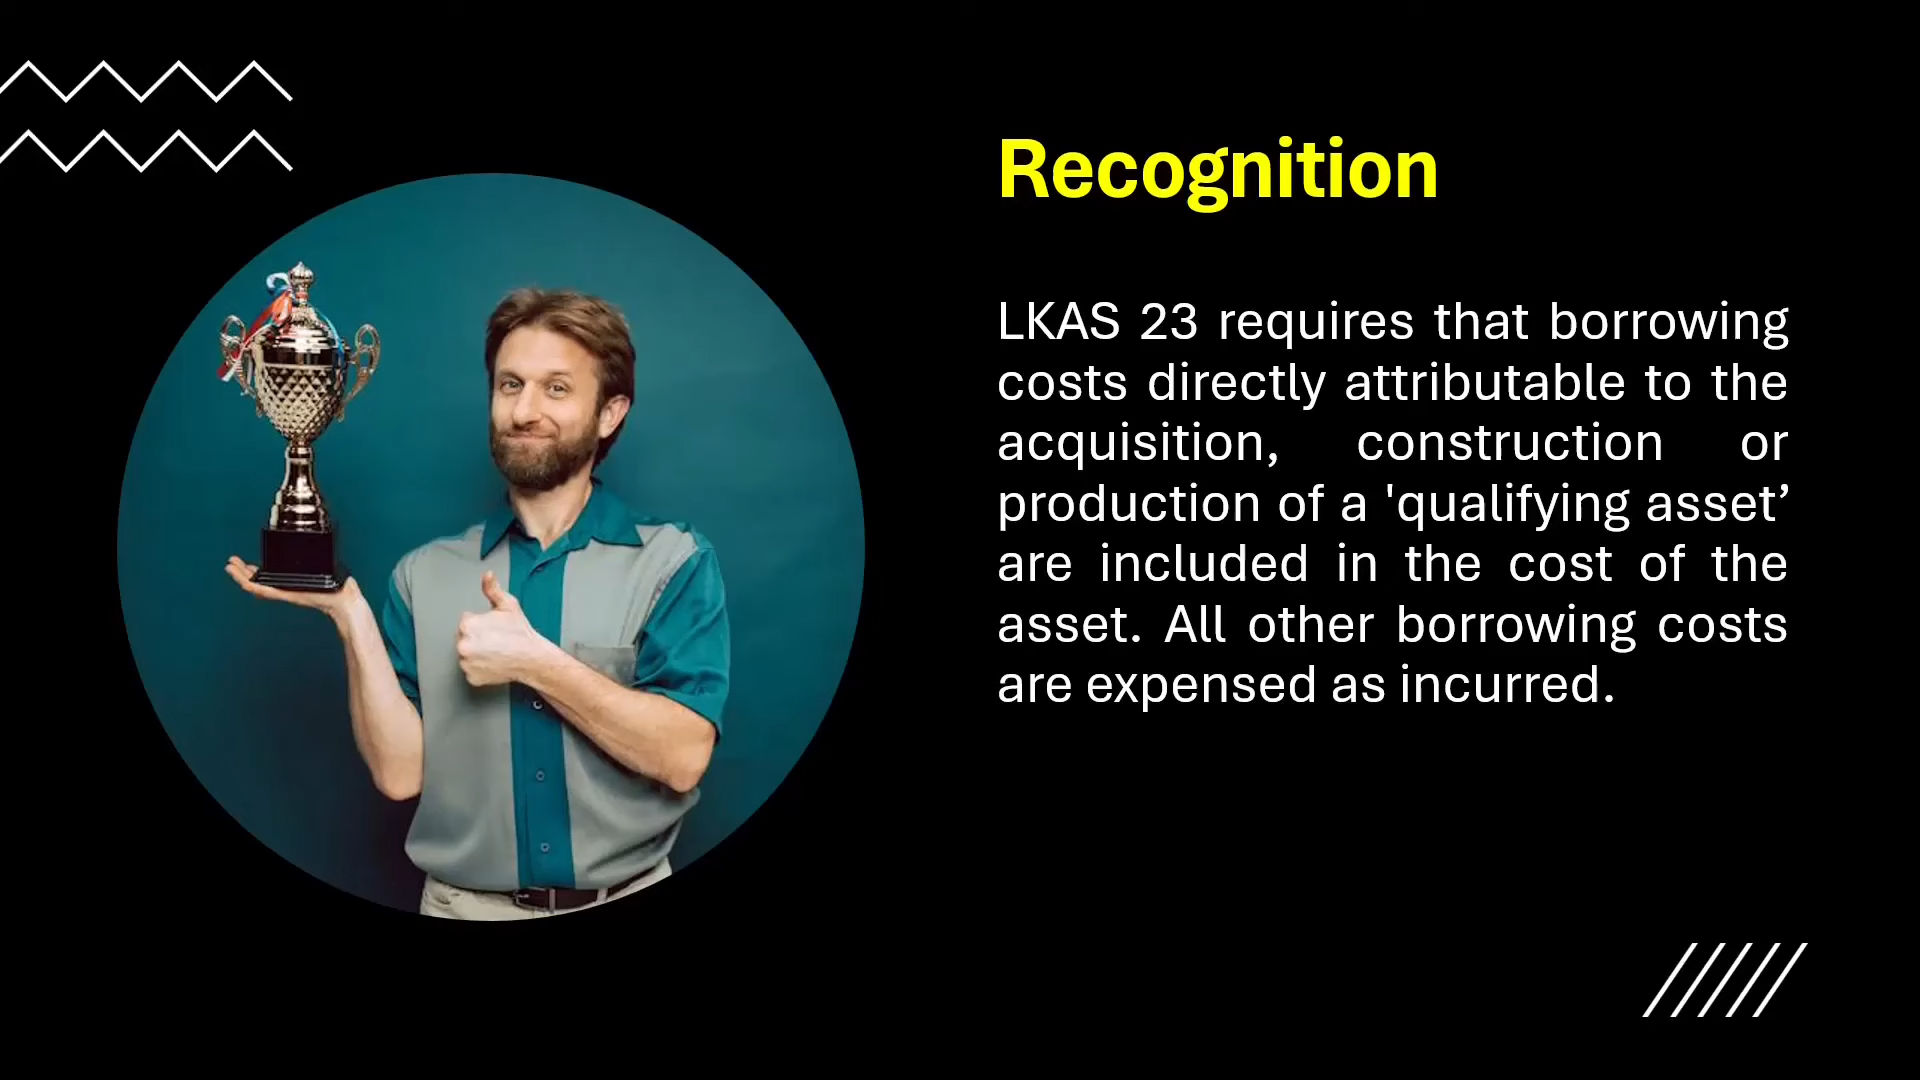 Recognition
LKAS 23 requires that borrowing
costs directly attributable to the
acquisition, construction or
production of a 'qualifying asset’
are included in the cost of the
asset. All other borrowing costs
are expensed as incurred.